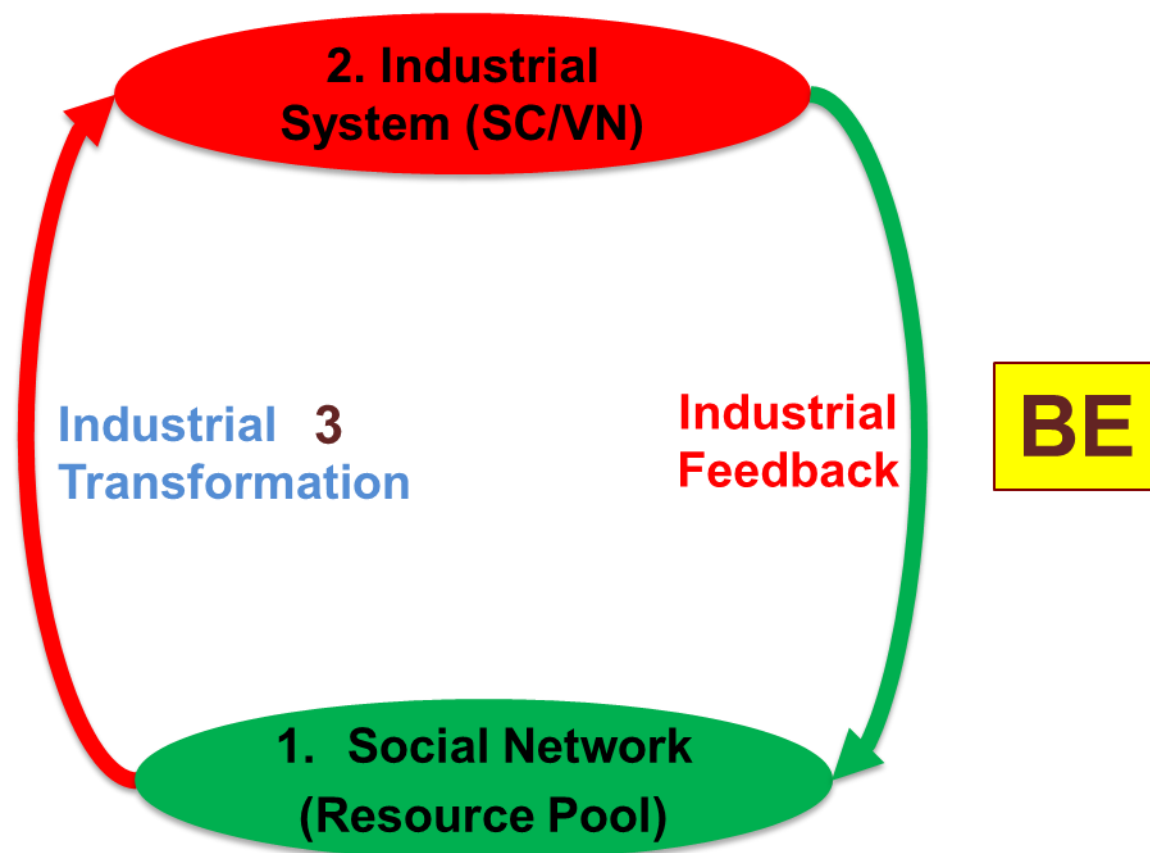 2. Industrial
System (SC/VN)
Industrial 3
Transformation
Industrial
Feedback
BE
1. Social Network
(Resource Pool)